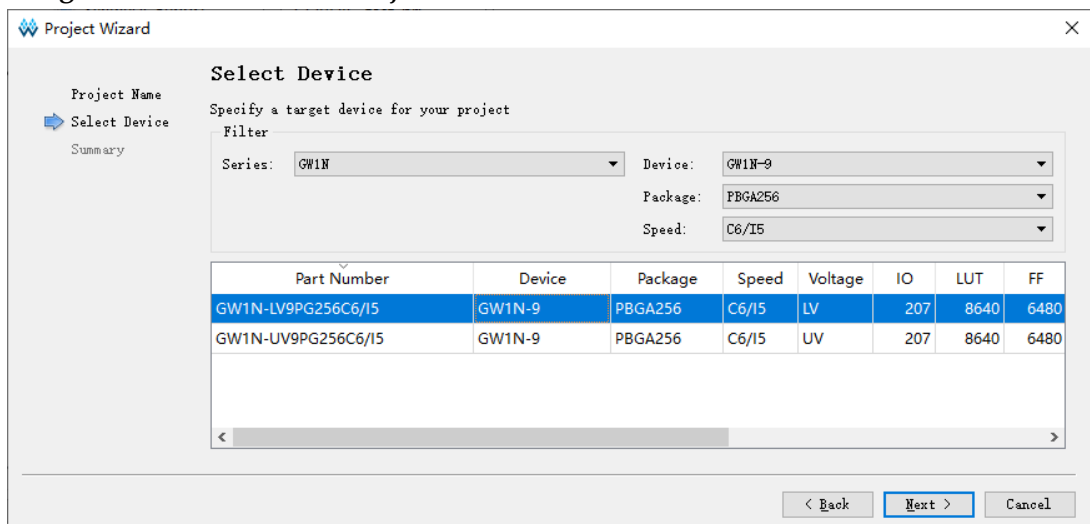 Project Wizard
Select Device
Project Name
Specify a target device for your project
Select Device
Filter
Summary
Series: GW1N Device: GW1N-9
Package: PBGA256
Speed: C6/I5
Part Number Device Package Speed Voltage IO LUT FF
GW1N-LV9PG256C6/I5 GW1N-9 PBGA256 C6/I5 LV 207 8640 6480
GW1N-UV9PG256C6/I5 GW1N-9 PBGA256 C6/I5 UV 207 8640 6480
< Back Next > Cancel